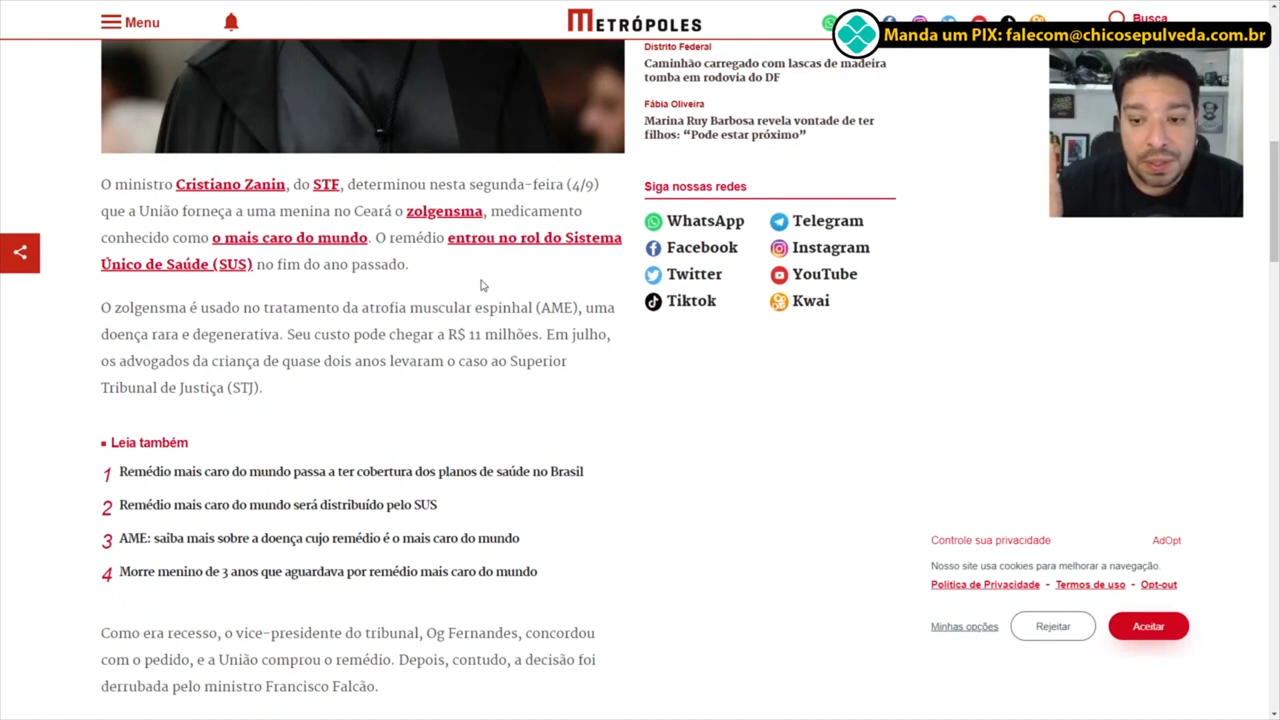 Menu
METRÓPOLES
Busca
Manda um PIX: falecom@chicosepulveda.com.br
Distrito Federal
Caminhão carregado com lascas de madeira
tomba em rodovia do DF
Fábia Oliveira
Marina Ruy Barbosa revela vontade de ter
filhos: “Pode estar próximo”
O ministro Cristiano Zanin, do STF, determinou nesta segunda-feira (4/9)
que a União forneça a uma menina no Ceará o zolgensma, medicamento
conhecido como o mais caro do mundo. O remédio entrou no rol do Sistema
Único de Saúde (SUS) no fim do ano passado.
O zolgensma é usado no tratamento da atrofia muscular espinhal (AME), uma
doença rara e degenerativa. Seu custo pode chegar a R$ 11 milhões. Em julho,
os advogados da criança de quase dois anos levaram o caso ao Superior
Tribunal de Justiça (STJ).
Leia também
1 Remédio mais caro do mundo passa a ter cobertura dos planos de saúde no Brasil
2 Remédio mais caro do mundo será distribuído pelo SUS
3 AME: saiba mais sobre a doença cujo remédio é o mais caro do mundo
4 Morre menino de 3 anos que aguardava por remédio mais caro do mundo
Como era recesso, o vice-presidente do tribunal, Og Fernandes, concordou
com o pedido, e a União comprou o remédio. Depois, contudo, a decisão foi
derrubada pelo ministro Francisco Falcão.
Siga nossas redes
WhatsApp
Telegram
Facebook
Instagram
Twitter
YouTube
Tiktok
Kwai
Controle sua privacidade
AdOpt
Nosso site usa cookies para melhorar a navegação.
Política de Privacidade - Termos de uso - Opt-out
Minhas opções
Rejeitar
Aceitar